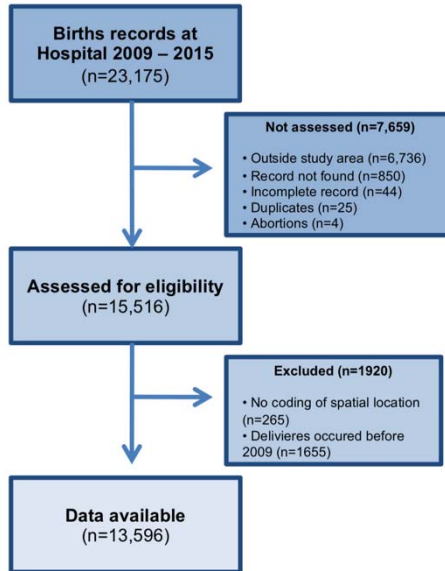 Births records at
Hospital 2009 – 2015
(n=23,175)
Not assessed (n=7,659)
• Outside study area (n=6,736)
• Record not found (n=850)
• Incomplete record (n=44)
• Duplicates (n=25)
• Abortions (n=4)
Assessed for eligibility
(n=15,516)
Excluded (n=1920)
• No coding of spatial location
(n=265)
• Delivieres occured before
2009 (n=1655)
Data available
(n=13,596)